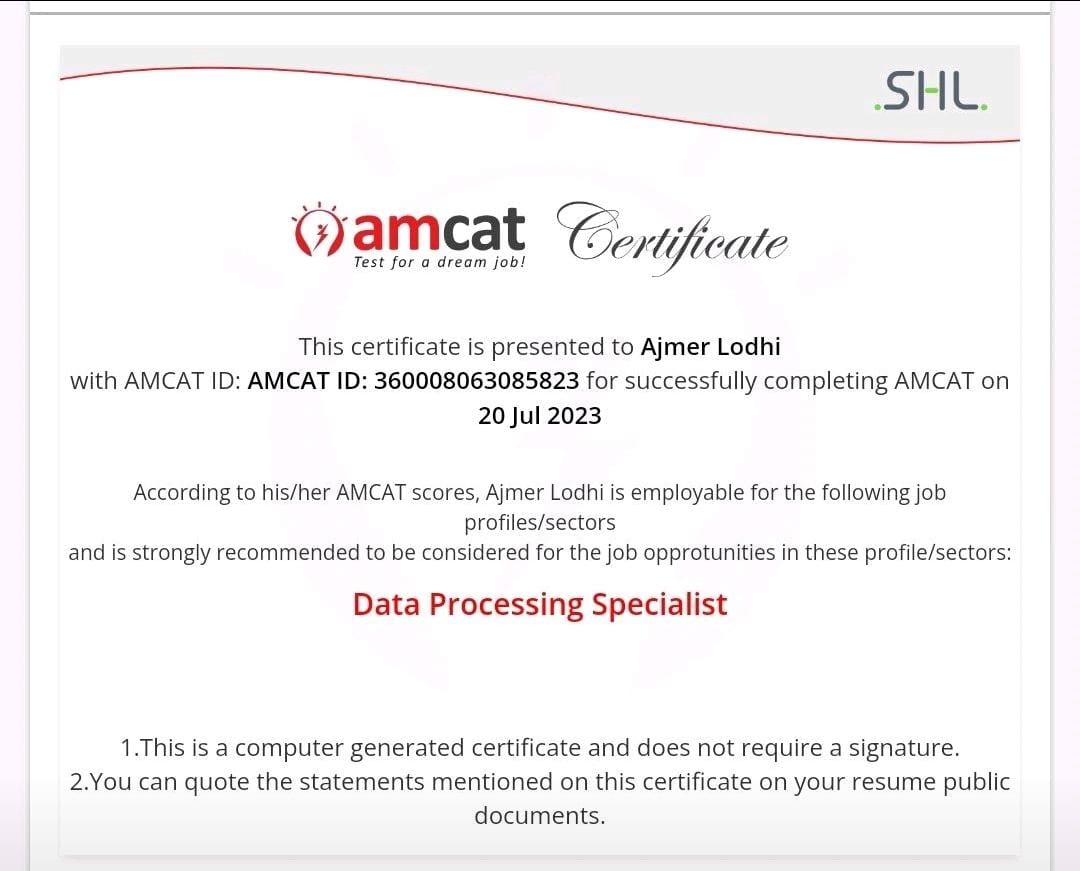 .SHL.
amcat Certificate
Test for a dream job!
This certificate is presented to Ajmer Lodhi
with AMCAT ID: AMCAT ID: 360008063085823 for successfully completing AMCAT on
20 Jul 2023
According to his/her AMCAT scores, Ajmer Lodhi is employable for the following job
profiles/sectors
and is strongly recommended to be considered for the job opprotunities in these profile/sectors:
Data Processing Specialist
1.This is a computer generated certificate and does not require a signature.
2.You can quote the statements mentioned on this certificate on your resume public
documents.